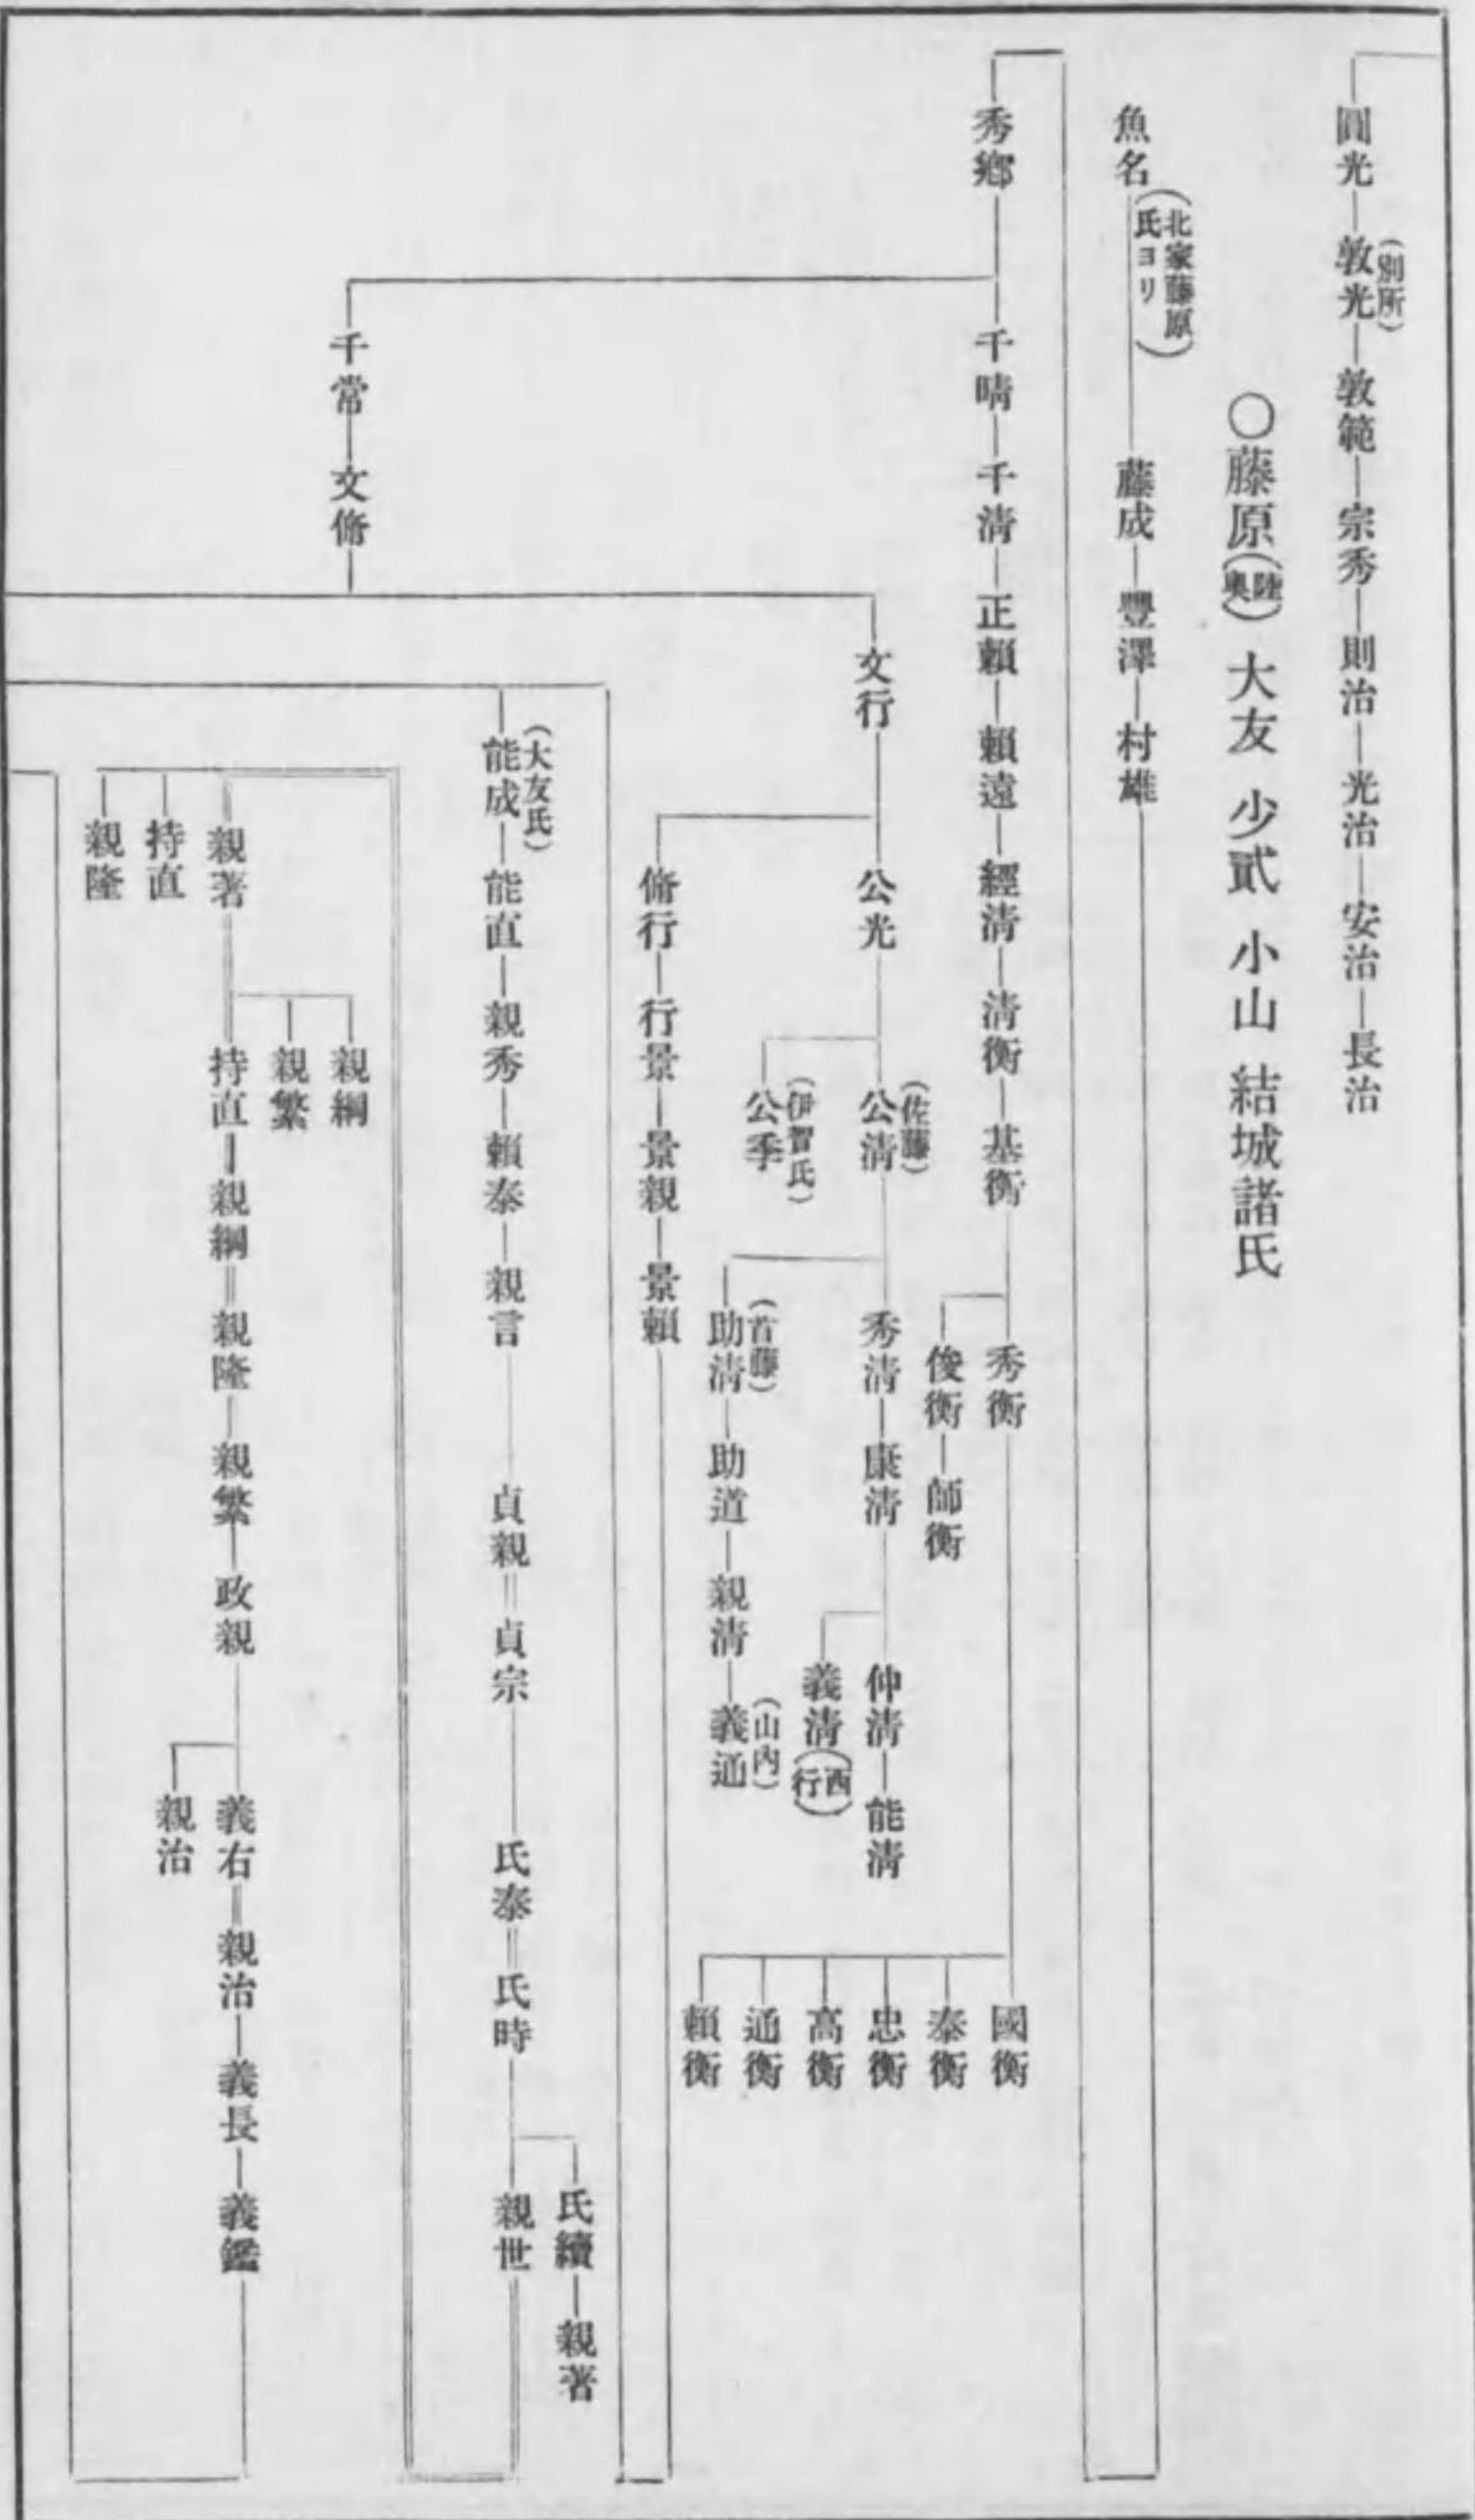 圓光―敦光(別所)―敦範―宗秀―則治―光治―安治―長治
○藤原(陸奥) 大友 少貳 小山 結城諸氏
魚名(北家藤原氏ヨリ)―藤成―豐澤―村雄
秀鄕―千晴―千清―正賴―賴遠―經清―清衡―基衡―秀衡―國衡
泰衡
忠衡
高衡
通衡
賴衡
俊衡―師衡
千常―文脩
文行―公光―公清(佐藤)―秀清―康清―仲清―能清
義清(西行)
助清(首藤)―助道―親清―義通(山內)
公季(伊賀氏)
脩行―行景―景親―景賴
能成(大友氏)―能直―親秀―賴泰―親言―貞親＝貞宗―氏泰＝氏時―親世
氏續―親著
親著＝持直―親綱＝親隆―親繁―政親―義右＝親治―義長―義鑑
親綱
親繁
親治
持直
親隆